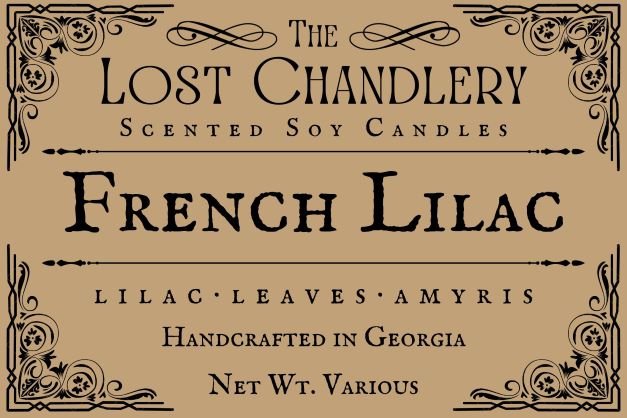 The
Lost Chandlery
Scented Soy Candles
French Lilac
LILAC·LEAVES·AMYRIS
Handcrafted in Georgia
Net Wt. Various